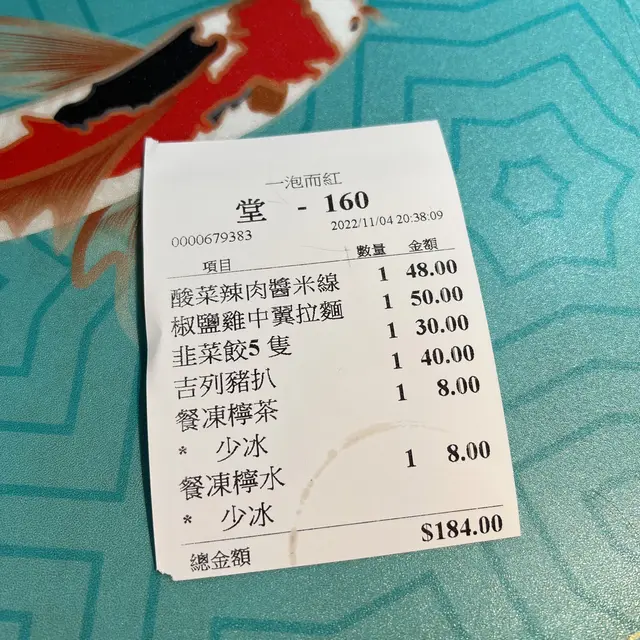 一泡而紅
堂 - 160
0000679383 2022/11/04 20:38:09
項目 數量 金額
酸菜辣肉醬米線 1 48.00
椒鹽雞中翼拉麵 1 50.00
韭菜餃5 隻 1 30.00
吉列豬扒 1 40.00
餐凍檸茶 1 8.00
* 少冰
餐凍檸水 1 8.00
* 少冰
總金額 $184.00